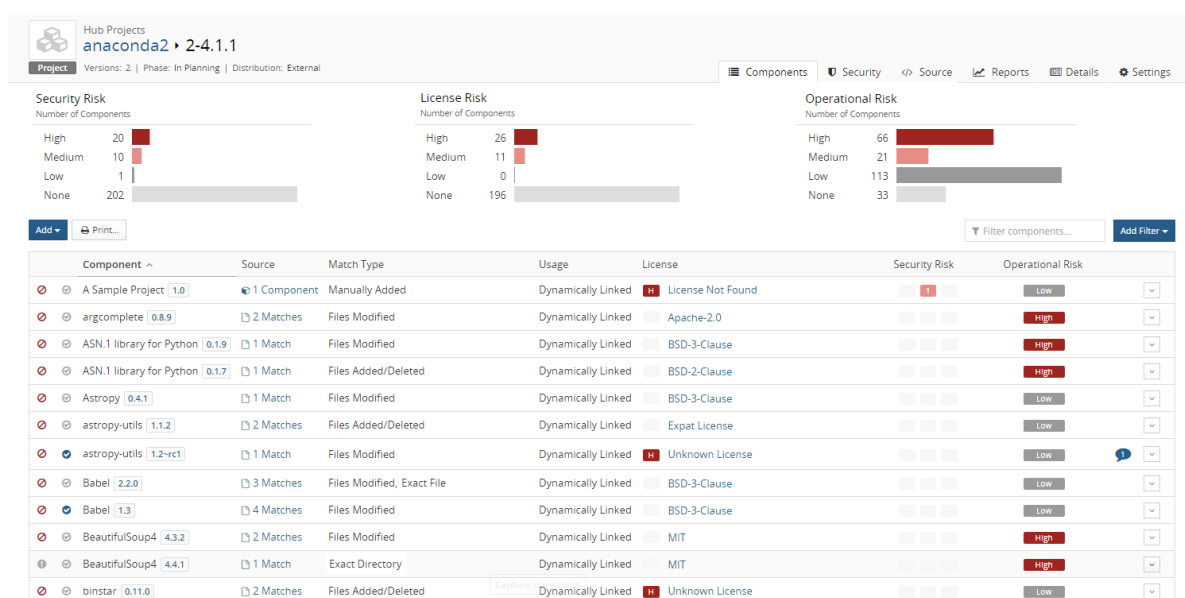 Hub Projects
anaconda2 ▸ 2-4.1.1
Project Versions: 2 | Phase: In Planning | Distribution: External
Components Security </> Source Reports Details Settings
Security Risk License Risk Operational Risk
Number of Components Number of Components Number of Components
High 20 High 26 High 66
Medium 10 Medium 11 Medium 21
Low 1 Low 0 Low 113
None 202 None 196 None 33
Add Print... Filter components... Add Filter
Component Source Match Type Usage License Security Risk Operational Risk
A Sample Project 1.0 1 Component Manually Added Dynamically Linked H License Not Found 1 Low
argcomplete 0.8.9 2 Matches Files Modified Dynamically Linked Apache-2.0 High
ASN.1 library for Python 0.1.9 1 Match Files Modified Dynamically Linked BSD-3-Clause High
ASN.1 library for Python 0.1.7 1 Match Files Added/Deleted Dynamically Linked BSD-2-Clause High
Astropy 0.4.1 1 Match Files Modified Dynamically Linked BSD-3-Clause Low
astropy-utils 1.1.2 2 Matches Files Added/Deleted Dynamically Linked Expat License Low
astropy-utils 1.2~rc1 1 Match Files Modified Dynamically Linked H Unknown License Low 1
Babel 2.2.0 3 Matches Files Modified, Exact File Dynamically Linked BSD-3-Clause Low
Babel 1.3 4 Matches Files Modified Dynamically Linked BSD-3-Clause Low
BeautifulSoup4 4.3.2 2 Matches Files Modified Dynamically Linked MIT High
BeautifulSoup4 4.4.1 1 Match Exact Directory Dynamically Linked MIT High
binstar 0.11.0 2 Matches Files Added/Deleted Capture Dynamically Linked H Unknown License Low